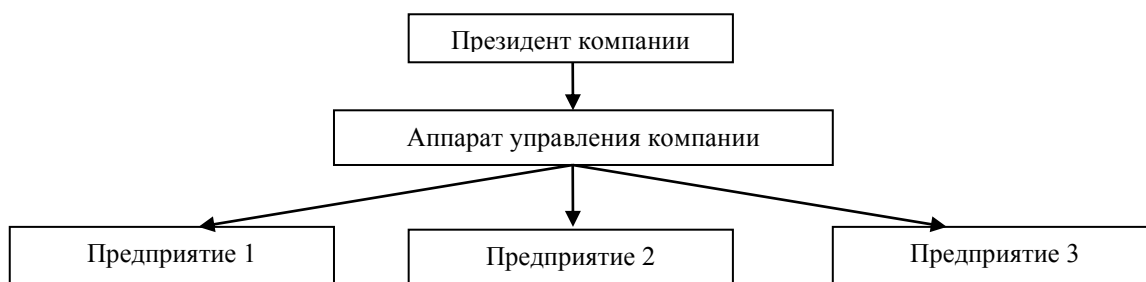 Президент компании
Аппарат управления компании
Предприятие 1
Предприятие 2
Предприятие 3